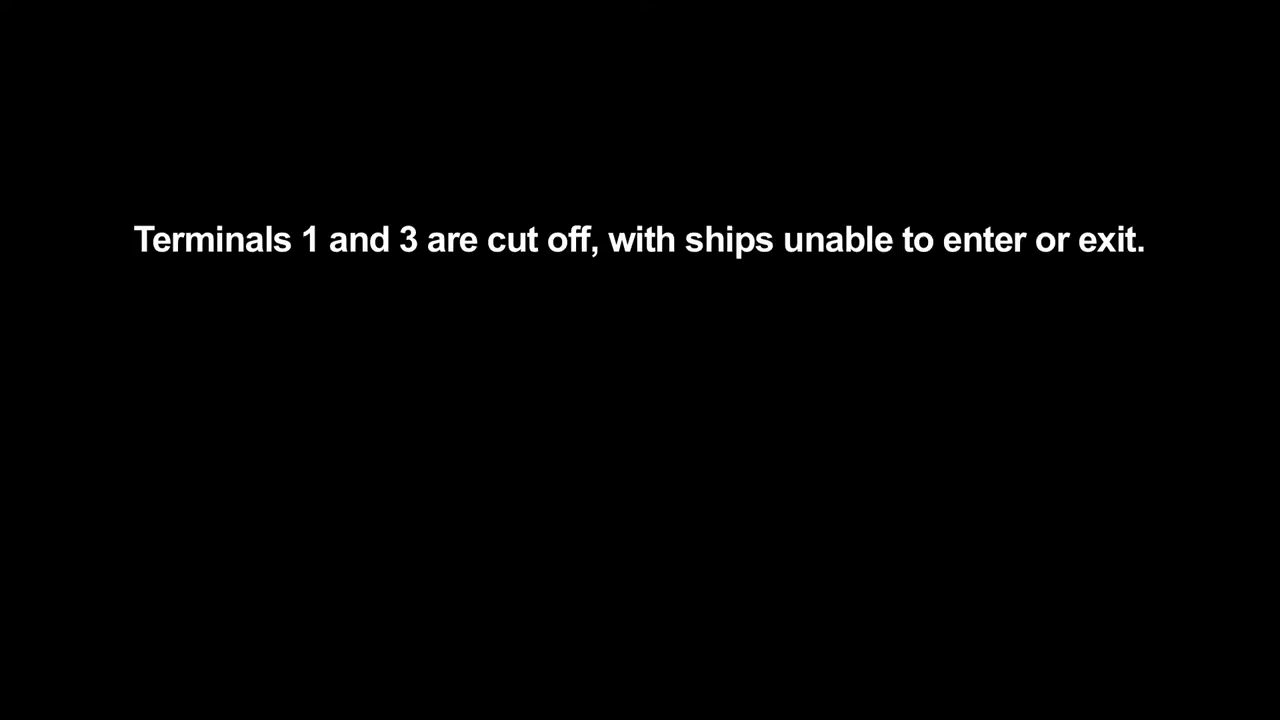 Terminals 1 and 3 are cut off, with ships unable to enter or exit.